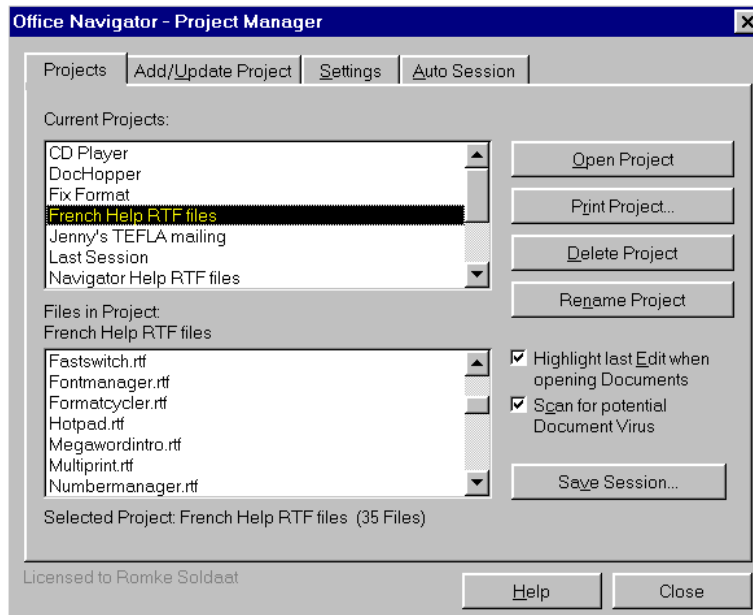 Office Navigator - Project Manager
Projects
Add/Update Project
Settings
Auto Session
Current Projects:
CD Player
DocHopper
Fix Format
French Help RTF files
Jenny's TEFLA mailing
Last Session
Navigator Help RTF files
Open Project
Print Project...
Delete Project
Rename Project
Files in Project:
French Help RTF files
Fastswitch.rtf
Fontmanager.rtf
Formatcycler.rtf
Hotpad.rtf
Megawordintro.rtf
Multiprint.rtf
Numbermanager.rtf
Highlight last Edit when
opening Documents
Scan for potential
Document Virus
Save Session...
Selected Project: French Help RTF files (35 Files)
Licensed to Romke Soldaat
Help
Close